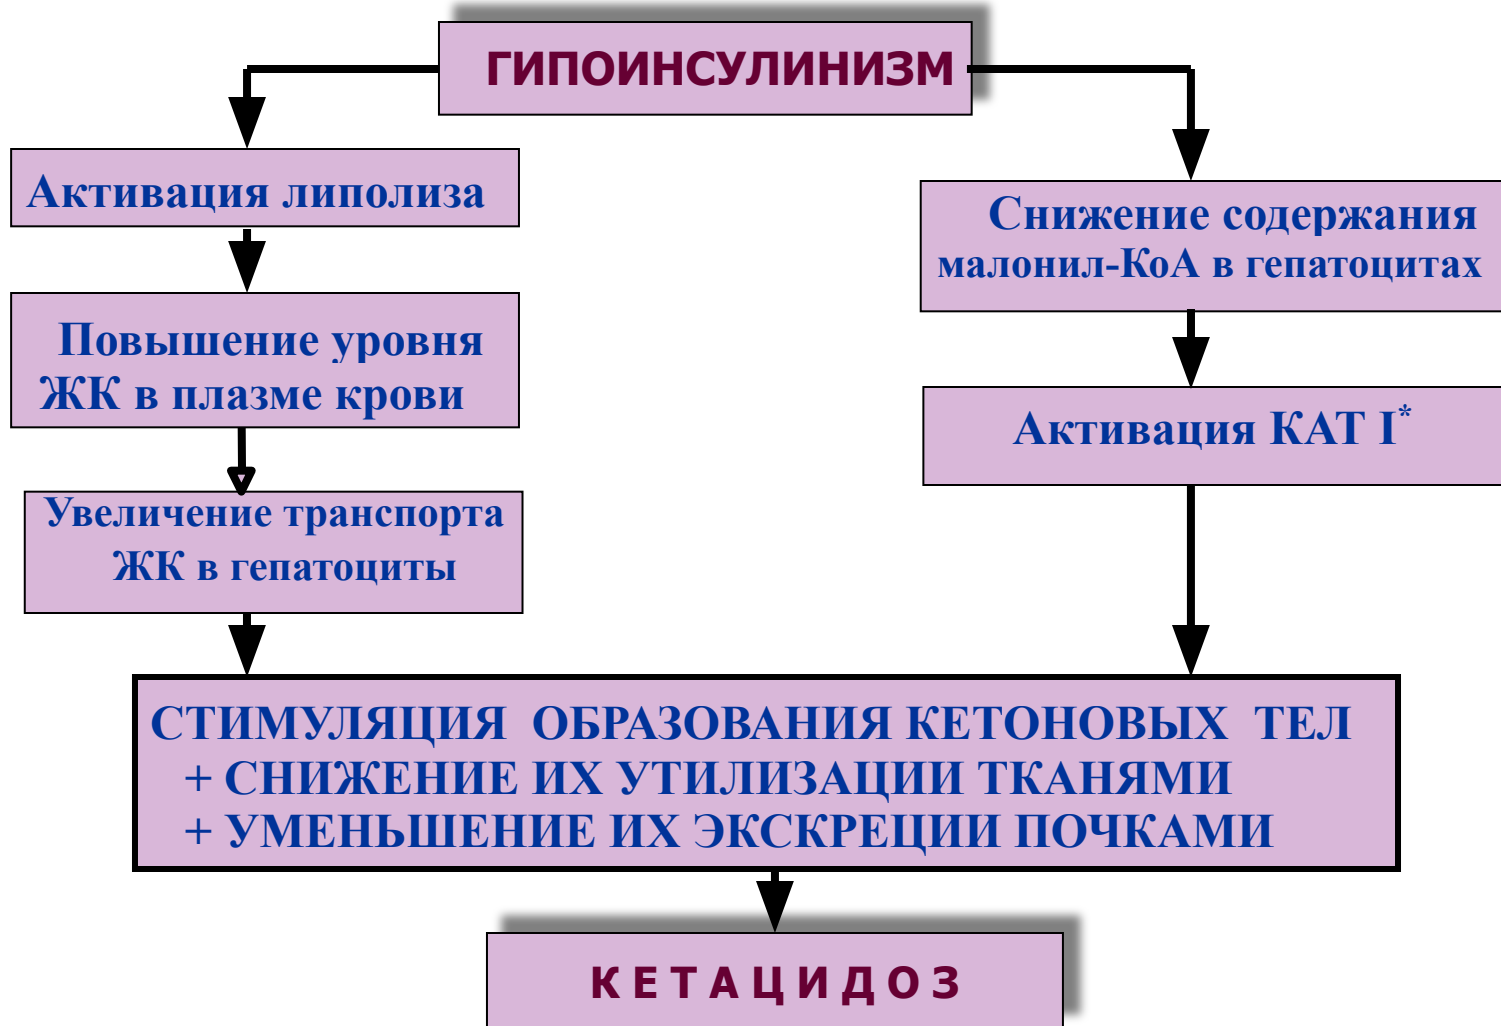 ГИПОИНСУЛИНИЗМ
Активация липолиза
Повышение уровня
ЖК в плазме крови
Увеличение транспорта
ЖК в гепатоциты
Снижение содержания
малонил-КоА в гепатоцитах
Активация КАТ I*
СТИМУЛЯЦИЯ ОБРАЗОВАНИЯ КЕТОНОВЫХ ТЕЛ
+ СНИЖЕНИЕ ИХ УТИЛИЗАЦИИ ТКАНЯМИ
+ УМЕНЬШЕНИЕ ИХ ЭКСКРЕЦИИ ПОЧКАМИ
К Е Т А Ц И Д О З